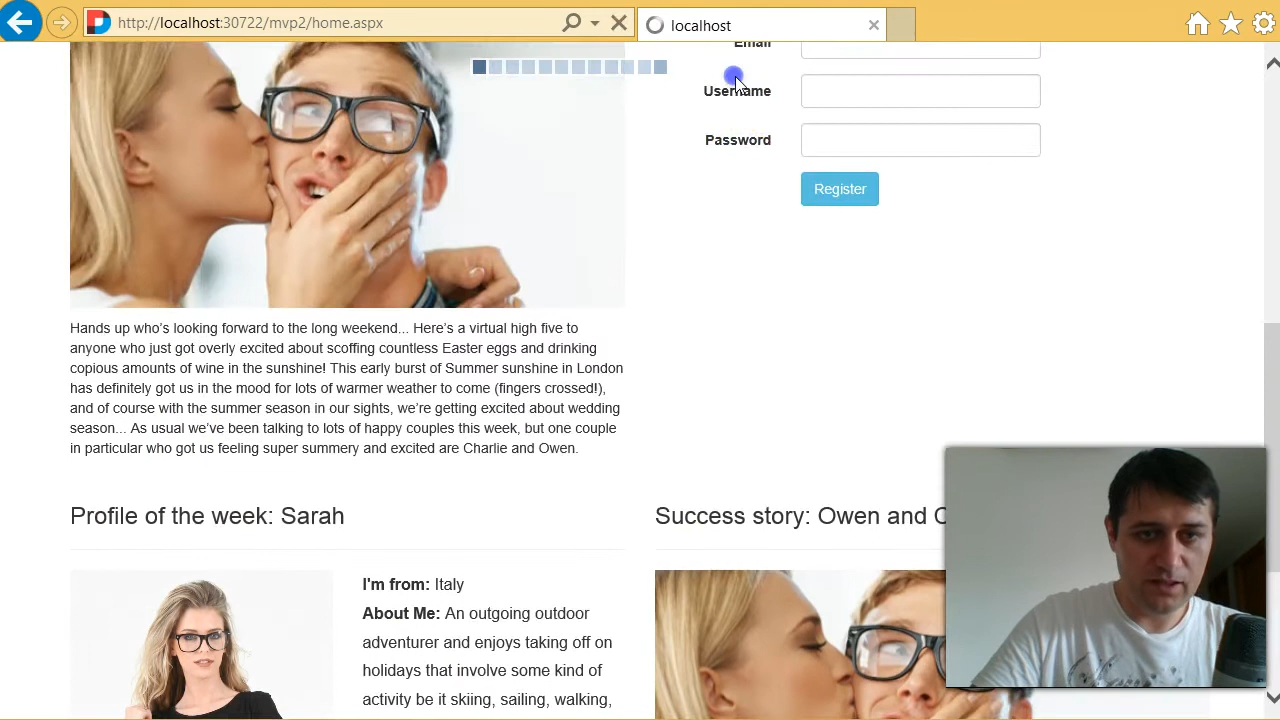 http://localhost:30722/mvp2/home.aspx
localhost
Email
Username
Password
Register
Hands up who's looking forward to the long weekend... Here's a virtual high five to
anyone who just got overly excited about scoffing countless Easter eggs and drinking
copious amounts of wine in the sunshine! This early burst of Summer sunshine in London
has definitely got us in the mood for lots of warmer weather to come (fingers crossed!),
and of course with the summer season in our sights, we're getting excited about wedding
season... As usual we've been talking to lots of happy couples this week, but one couple
in particular who got us feeling super summery and excited are Charlie and Owen.
Profile of the week: Sarah
Success story: Owen and C
I'm from: Italy
About Me: An outgoing outdoor
adventurer and enjoys taking off on
holidays that involve some kind of
activity be it skiing, sailing, walking,